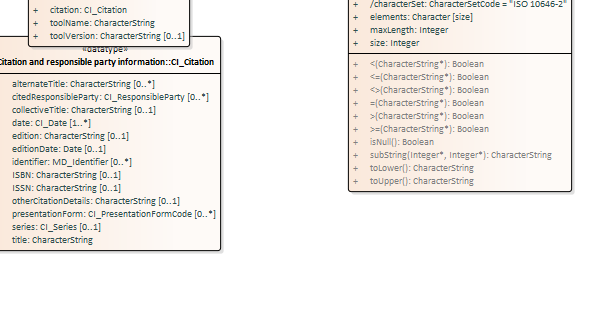 + citation: CI_Citation
+ toolName: CharacterString
+ toolVersion: CharacterString [0..1]
«datatype»
Citation and responsible party information::CI_Citation
alternateTitle: CharacterString [0..*]
citedResponsibleParty: CI_ResponsibleParty [0..*]
collectiveTitle: CharacterString [0..1]
date: CI_Date [1..*]
edition: CharacterString [0..1]
editionDate: Date [0..1]
identifier: MD_Identifier [0..*]
ISBN: CharacterString [0..1]
ISSN: CharacterString [0..1]
otherCitationDetails: CharacterString [0..1]
presentationForm: CI_PresentationFormCode [0..*]
series: CI_Series [0..1]
title: CharacterString
+ /characterSet: CharacterSetCode = "ISO 10646-2"
+ elements: Character [size]
+ maxLength: Integer
+ size: Integer
+ <(CharacterString*): Boolean
+ <=(CharacterString*): Boolean
+ <>(CharacterString*): Boolean
+ =(CharacterString*): Boolean
+ >(CharacterString*): Boolean
+ >=(CharacterString*): Boolean
+ isNull(): Boolean
+ subString(Integer*, Integer*): CharacterString
+ toLower(): CharacterString
+ toUpper(): CharacterString